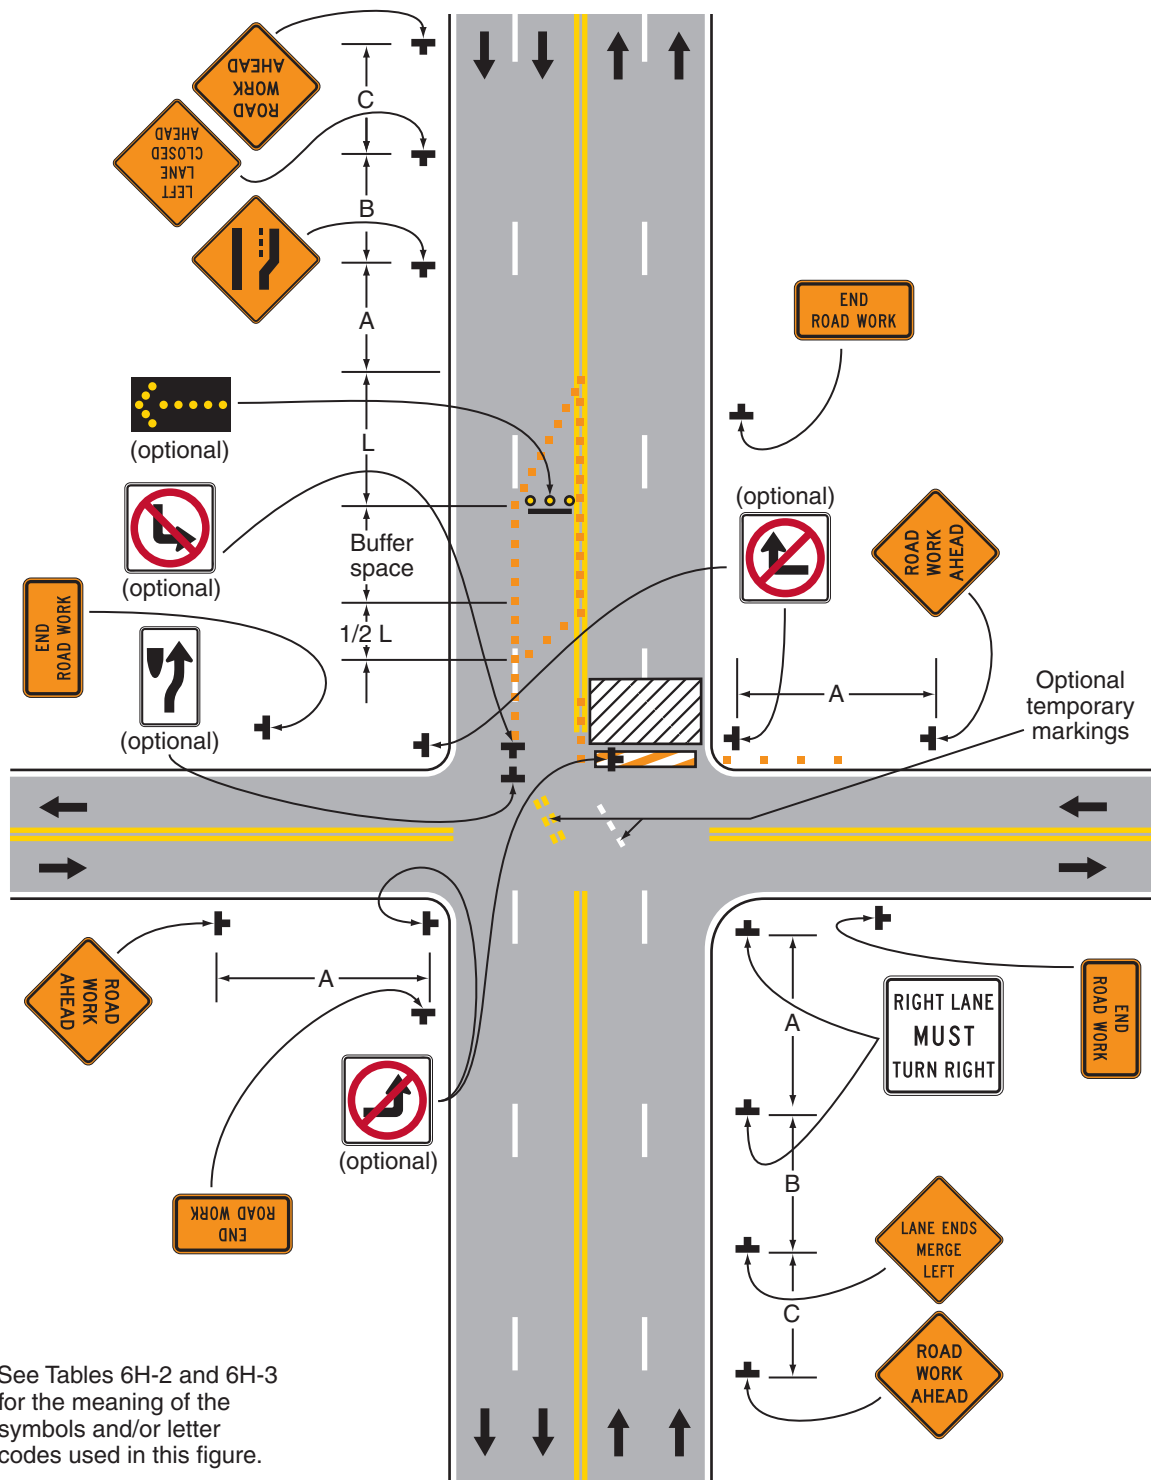 ROAD
WORK
AHEAD
C
LEFT
LANE
CLOSED
AHEAD
B
A
END
ROAD WORK
L
(optional)
(optional)
ROAD
WORK
AHEAD
Buffer
space
(optional)
END
ROAD WORK
1/2 L
(optional)
A
Optional
temporary
markings
ROAD
WORK
AHEAD
A
RIGHT LANE
MUST
TURN RIGHT
END
ROAD WORK
A
(optional)
B
END
ROAD WORK
LANE ENDS
MERGE
LEFT
C
ROAD
WORK
AHEAD
See Tables 6H-2 and 6H-3
for the meaning of the
symbols and/or letter
codes used in this figure.